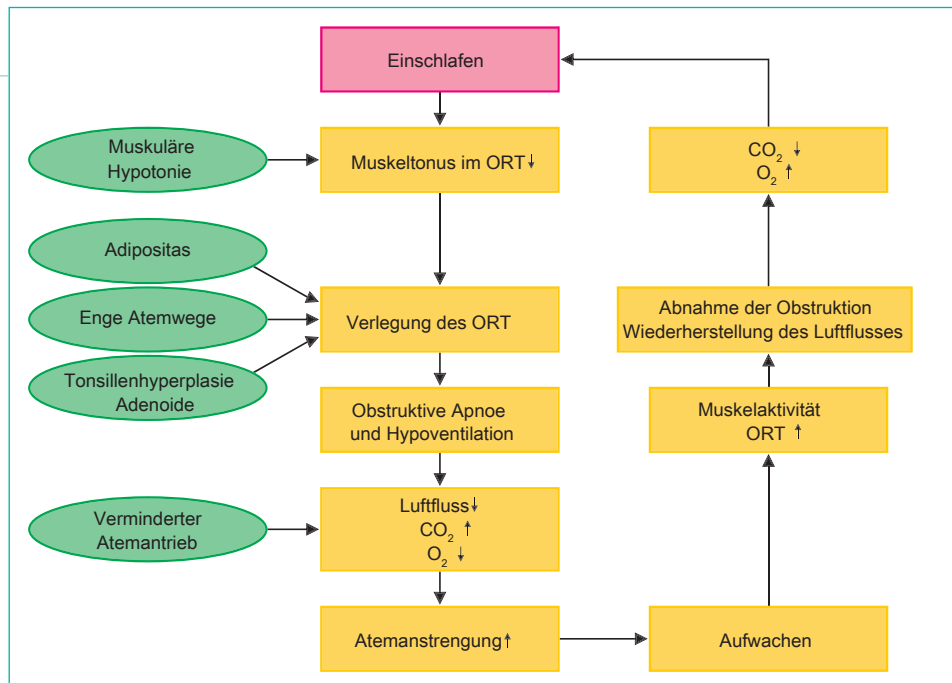 Einschlafen
Muskuläre
Hypotonie
Muskeltonus im ORT↓
CO₂ ↓
O₂ ↑
Adipositas
Enge Atemwege
Verlegung des ORT
Abnahme der Obstruktion
Wiederherstellung des Luftflusses
Tonsillenhyperplasie
Adenoide
Obstruktive Apnoe
und Hypoventilation
Muskelaktivität
ORT ↑
Verminderter
Atemantrieb
Luftfluss↓
CO₂ ↑
O₂ ↓
Atemanstrengung↑
Aufwachen